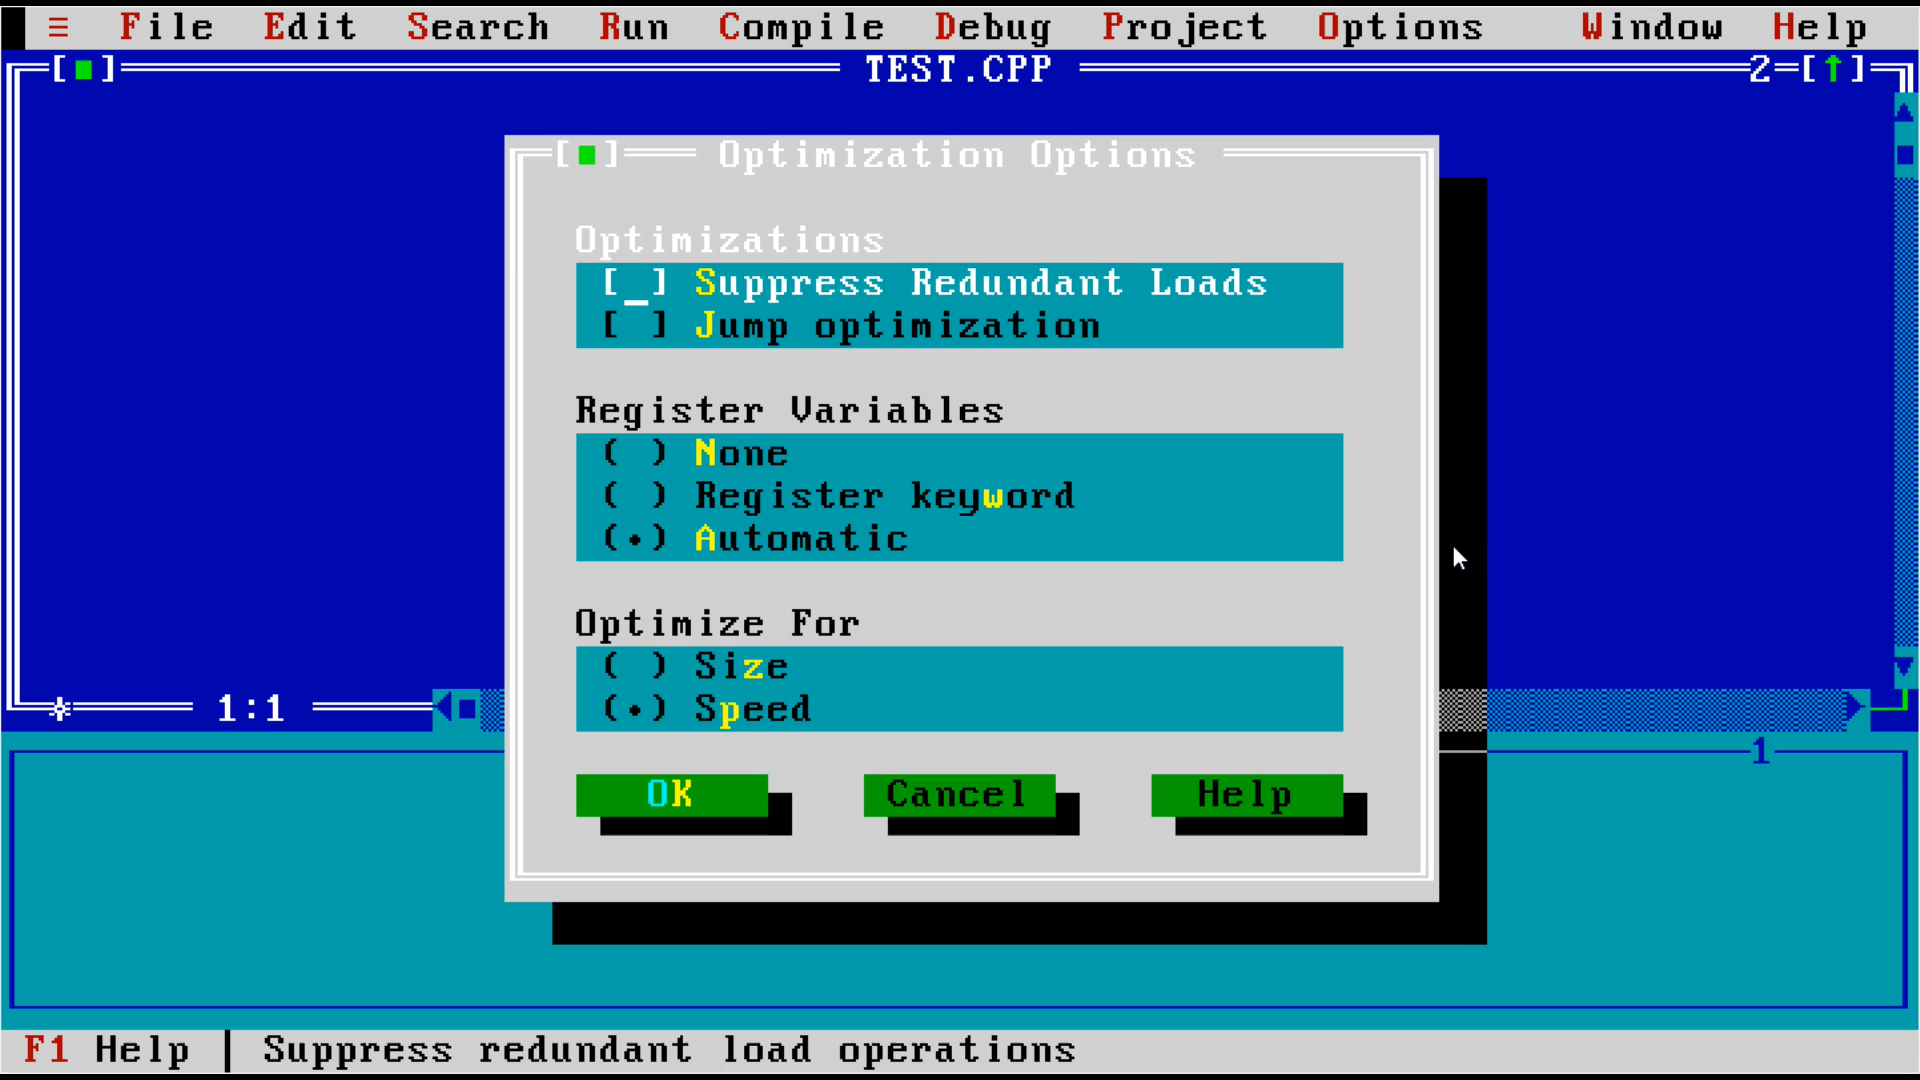 ≡ File Edit Search Run Compile Debug Project Options Window Help
[■] TEST.CPP 2=[↑]
[■] Optimization Options
Optimizations
[ ] Suppress Redundant Loads
[ ] Jump optimization
Register Variables
( ) None
( ) Register keyword
(•) Automatic
Optimize For
( ) Size
(•) Speed
1:1
1
OK Cancel Help
F1 Help │ Suppress redundant load operations